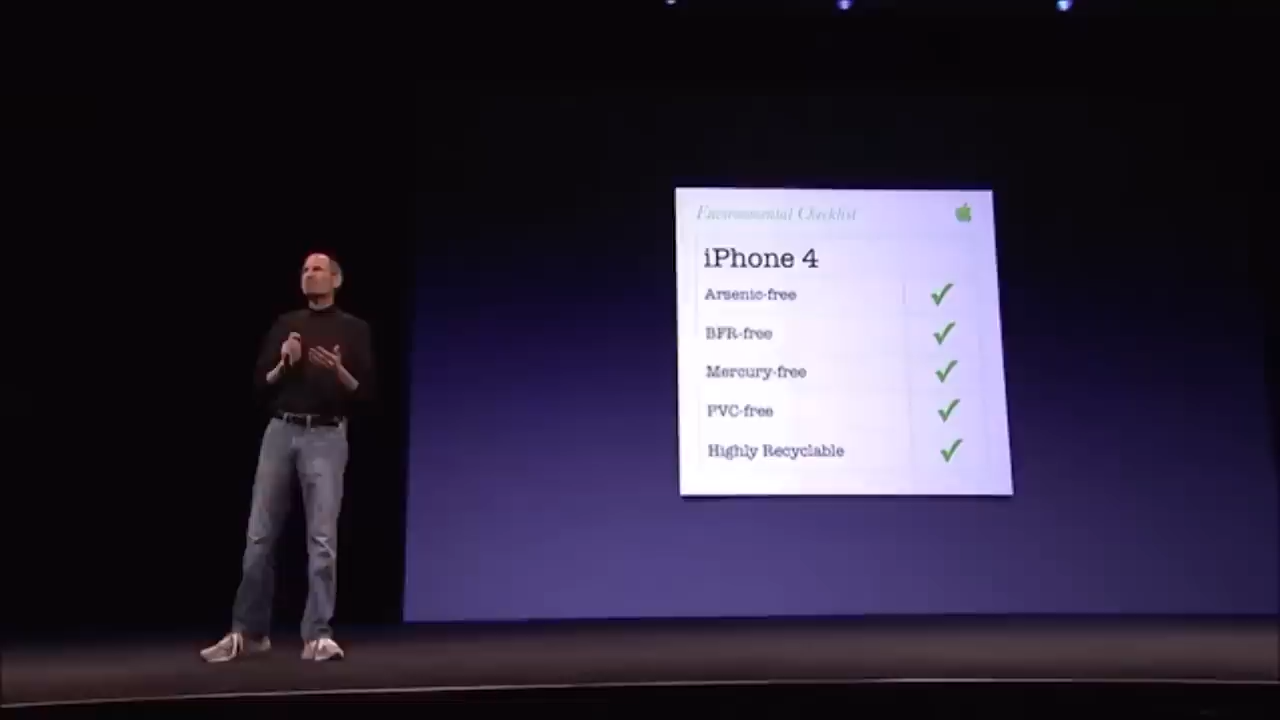 Environmental Checklist
iPhone 4
Arsenic-free
BFR-free
Mercury-free
PVC-free
Highly Recyclable